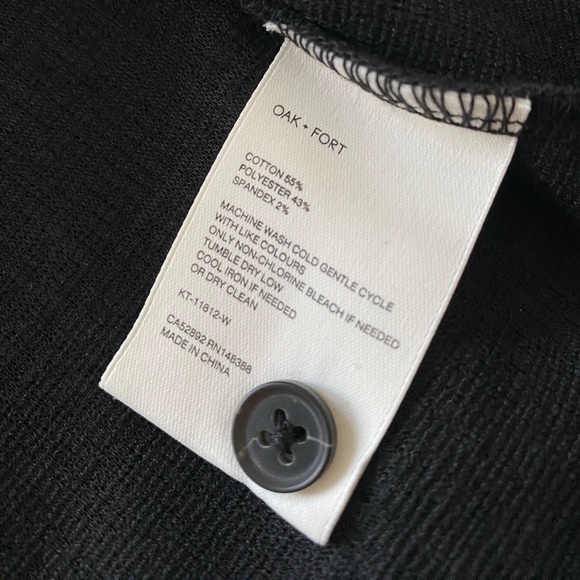 OAK + FORT
COTTON 55%
POLYESTER 43%
SPANDEX 2%
MACHINE WASH COLD GENTLE CYCLE
WITH LIKE COLOURS
ONLY NON-CHLORINE BLEACH IF NEEDED
TUMBLE DRY LOW
COOL IRON IF NEEDED
OR DRY CLEAN
KT-11812-W
CA52892 RN148388
MADE IN CHINA